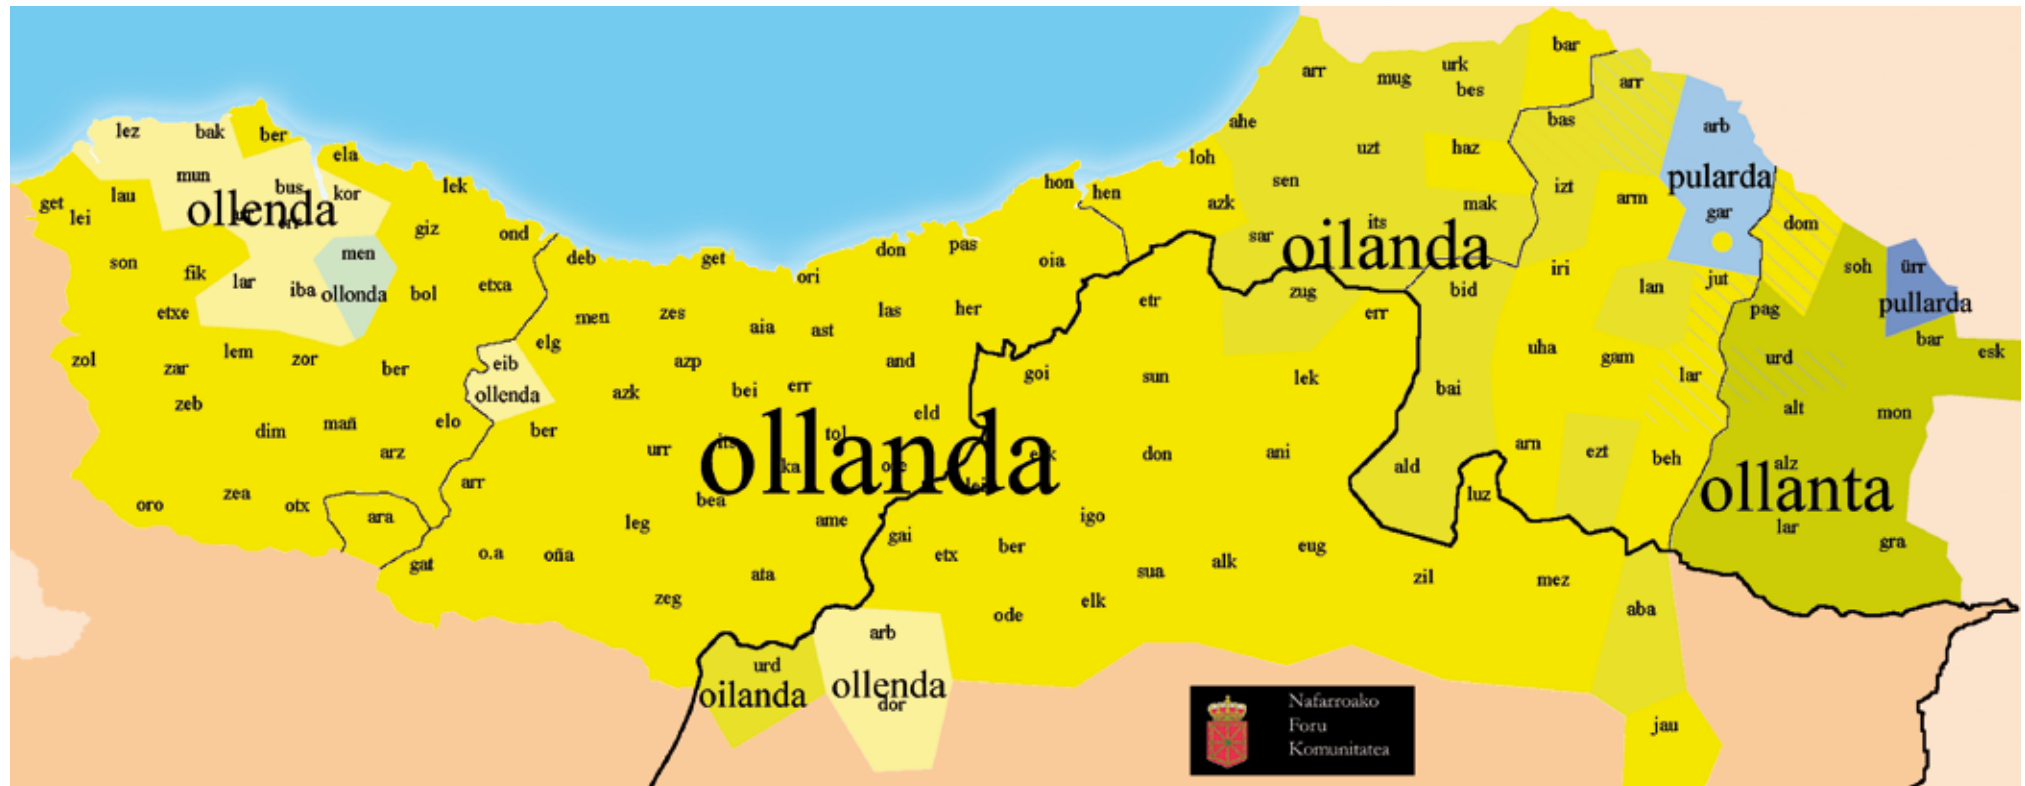 bar
urk
arr
mug
arr
bes
bas
ahe
arb
lez
bak
ber
uzt
haz
ela
loh
pularda
mun
sen
izt
arm
hon
hen
bus
kor
lek
lau
get
azk
mak
gar
lei
ollenda
its
dom
giz
ond
sar
oilanda
don
pas
men
deb
get
oia
son
fik
ori
iri
jut
soh
ürr
lar
iba
ollonda
bol
etxa
zug
bid
lan
etr
pullarda
etxe
men
zes
las
her
err
pag
aia
ast
bar
elg
uha
esk
zol
lem
zor
zar
ber
eib
azp
and
goi
gam
urd
sun
lek
lar
ollenda
azk
bei
err
bai
zeb
alt
mon
eld
dim
mañ
elo
ber
tol
arz
urr
ollanda
don
ani
arn
ezt
beh
ald
alz
arr
ollanta
zea
luz
oro
otx
bea
ara
leg
ame
igo
lar
gai
gra
o.a
oña
etx
ber
eug
gat
alk
ata
sua
zil
mez
zeg
elk
ode
aba
arb
urd
oilanda
ollenda
dor
jau
Nafarroako
Foru
Komunitatea